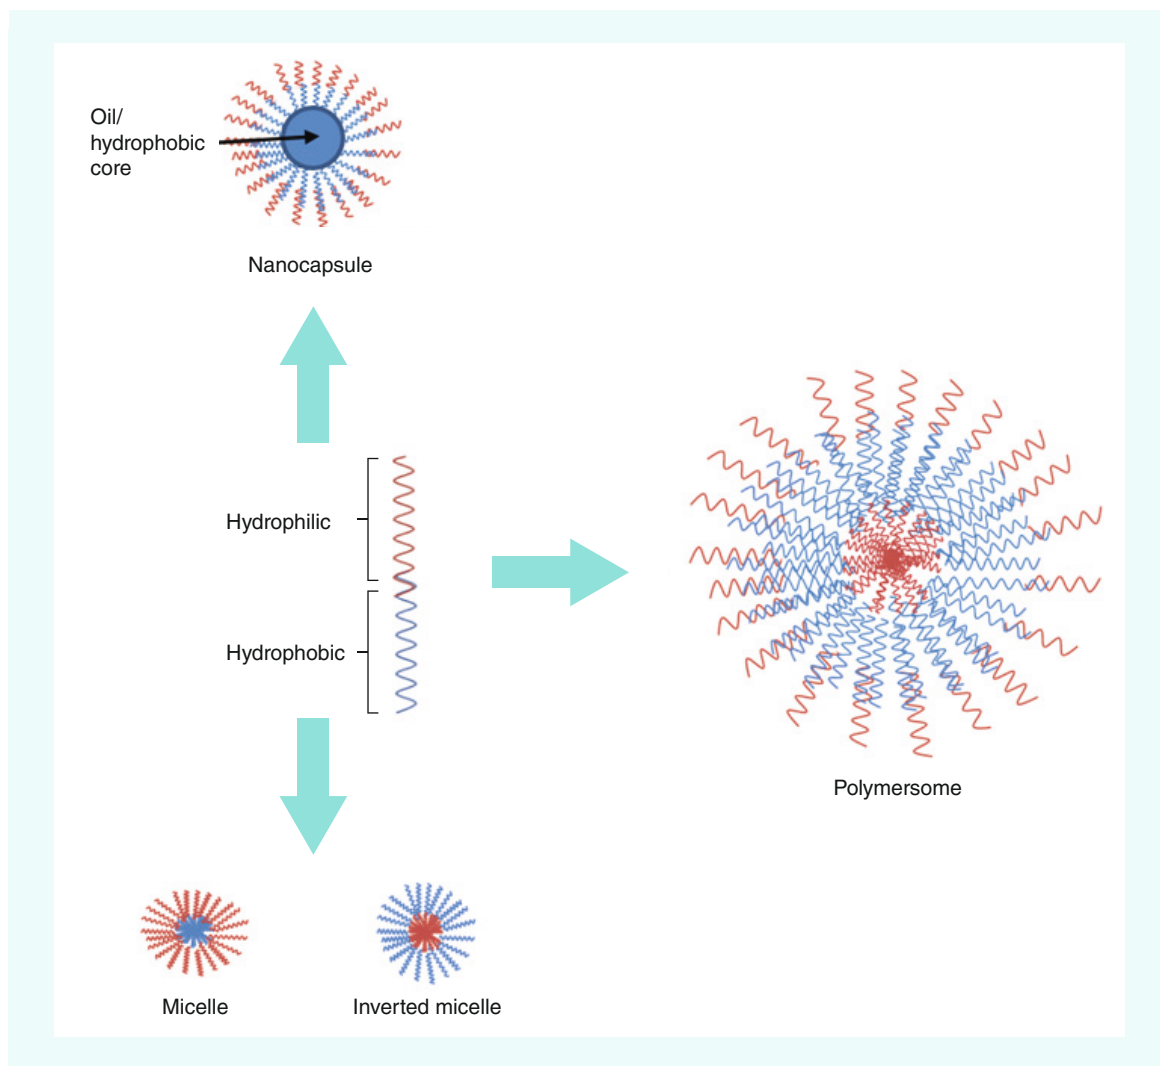 Oil/
hydrophobic
core
Nanocapsule
Hydrophilic
Hydrophobic
Polymersome
Micelle
Inverted micelle